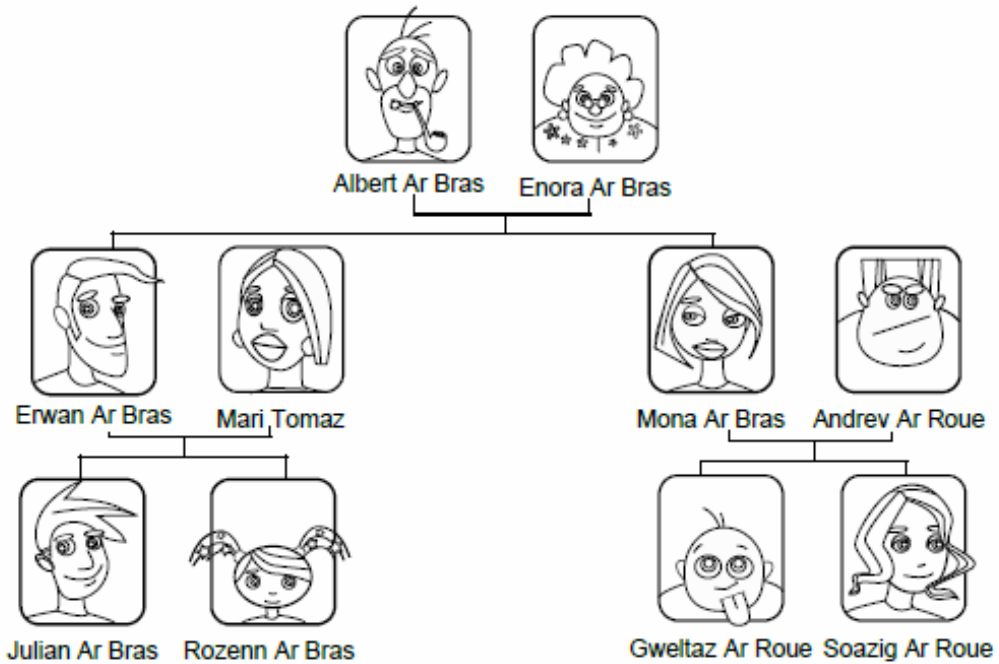 Albert Ar Bras
Enora Ar Bras
Erwan Ar Bras
Mari Tomaz
Mona Ar Bras
Andrev Ar Roue
Julian Ar Bras
Rozenn Ar Bras
Gweltaz Ar Roue
Soazig Ar Roue